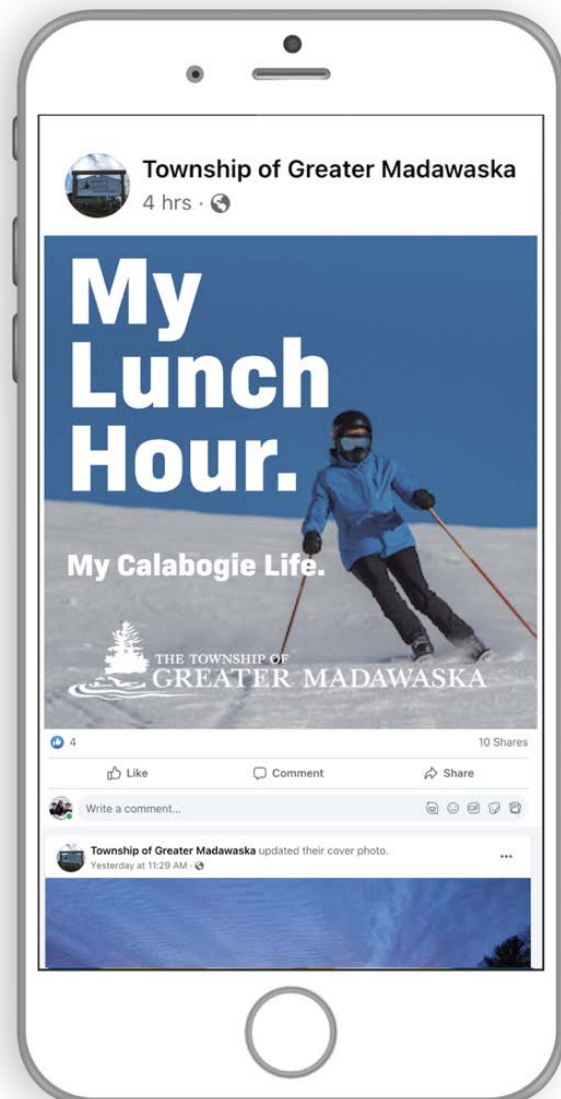 Township of Greater Madawaska
4 hrs ·
My
Lunch
Hour.
My Calabogie Life.
THE TOWNSHIP OF
GREATER MADAWASKA
4
10 Shares
Like
Comment
Share
Write a comment...
GIF
Township of Greater Madawaska updated their cover photo.
Yesterday at 11:29 AM ·